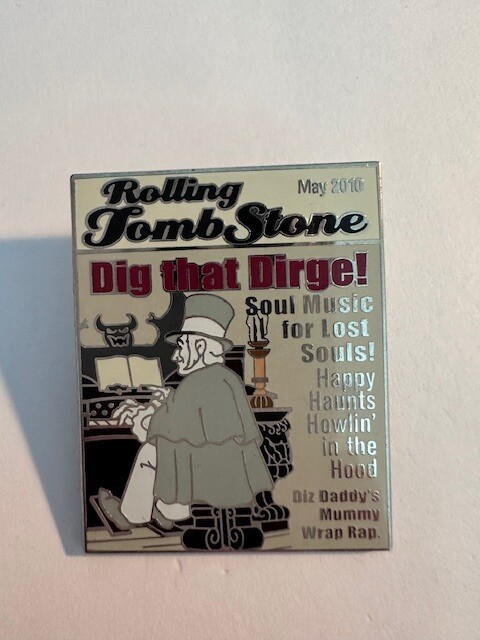 Rolling
May 2010
TombStone
Dig that Dirge!
Soul Music
for Lost
Souls!
Happy
Haunts
Howlin'
in the
Hood
Diz Daddy's
Mummy
Wrap Rap.